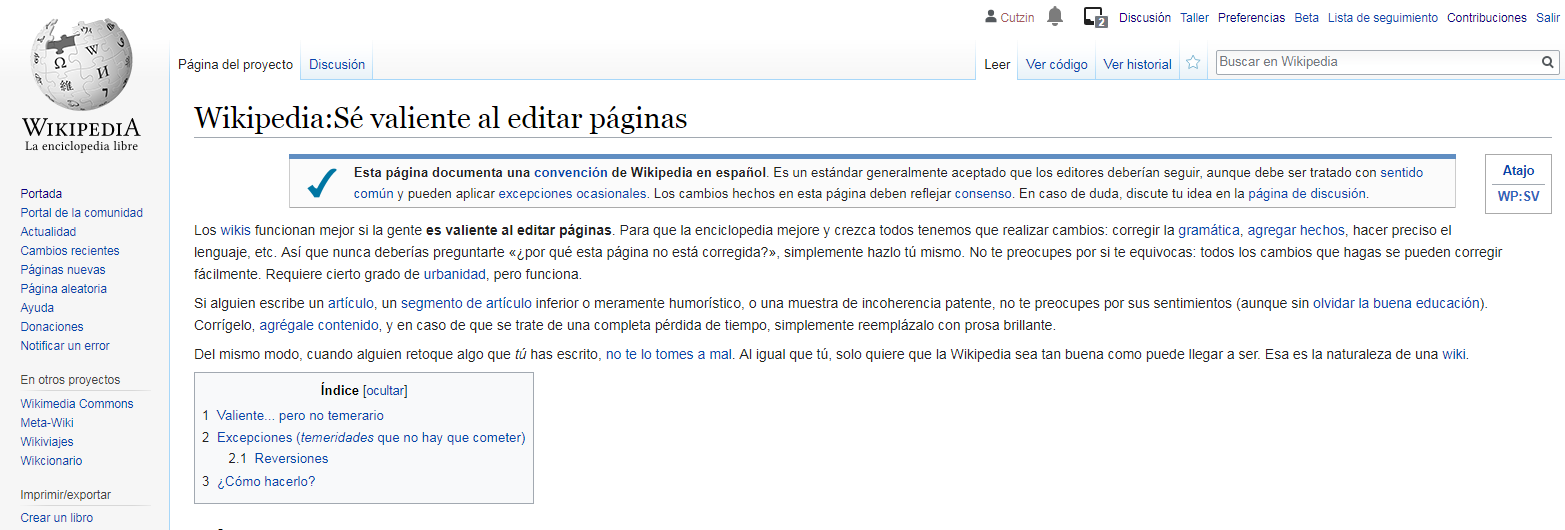 Cutzin 2 Discusión Taller Preferencias Beta Lista de seguimiento Contribuciones Salir
WIKIPEDIA
La enciclopedia libre
Página del proyecto Discusión Leer Ver código Ver historial Buscar en Wikipedia
Wikipedia:Sé valiente al editar páginas
Esta página documenta una convención de Wikipedia en español. Es un estándar generalmente aceptado que los editores deberían seguir, aunque debe ser tratado con sentido
común y pueden aplicar excepciones ocasionales. Los cambios hechos en esta página deben reflejar consenso. En caso de duda, discute tu idea en la página de discusión.
Atajo
WP:SV
Los wikis funcionan mejor si la gente es valiente al editar páginas. Para que la enciclopedia mejore y crezca todos tenemos que realizar cambios: corregir la gramática, agregar hechos, hacer preciso el
lenguaje, etc. Así que nunca deberías preguntarte «¿por qué esta página no está corregida?», simplemente hazlo tú mismo. No te preocupes por si te equivocas: todos los cambios que hagas se pueden corregir
fácilmente. Requiere cierto grado de urbanidad, pero funciona.
Si alguien escribe un artículo, un segmento de artículo inferior o meramente humorístico, o una muestra de incoherencia patente, no te preocupes por sus sentimientos (aunque sin olvidar la buena educación).
Corrígelo, agrégale contenido, y en caso de que se trate de una completa pérdida de tiempo, simplemente reemplázalo con prosa brillante.
Del mismo modo, cuando alguien retoque algo que tú has escrito, no te lo tomes a mal. Al igual que tú, solo quiere que la Wikipedia sea tan buena como puede llegar a ser. Esa es la naturaleza de una wiki.
Índice [ocultar]
1 Valiente... pero no temerario
2 Excepciones (temeridades que no hay que cometer)
2.1 Reversiones
3 ¿Cómo hacerlo?
Portada
Portal de la comunidad
Actualidad
Cambios recientes
Páginas nuevas
Página aleatoria
Ayuda
Donaciones
Notificar un error
En otros proyectos
Wikimedia Commons
Meta-Wiki
Wikiviajes
Wikcionario
Imprimir/exportar
Crear un libro